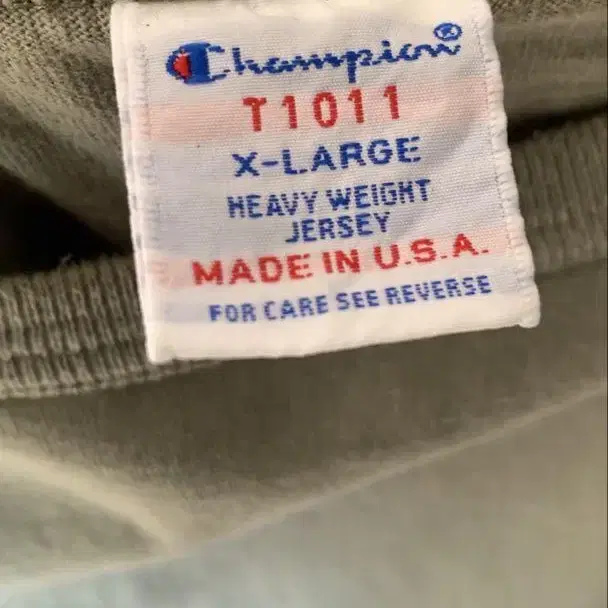 Champion®
T1011
X-LARGE
HEAVY WEIGHT
JERSEY
MADE IN U.S.A.
FOR CARE SEE REVERSE